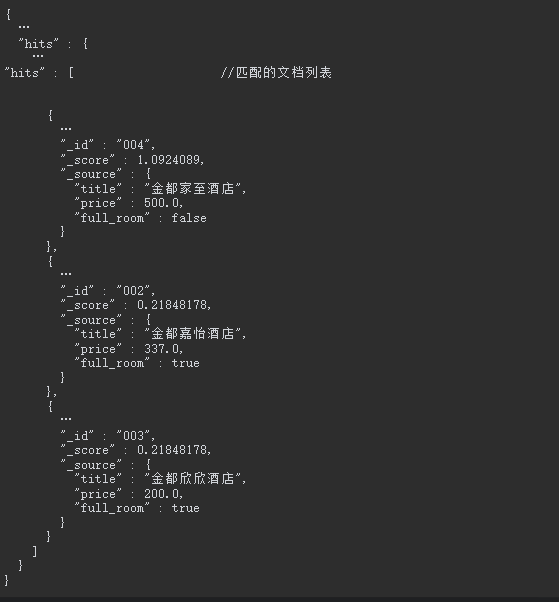 {
  …
  "hits" : {
    …
"hits" : [                    //匹配的文档列表
      {
        …
        "_id" : "004",
        "_score" : 1.0924089,
        "_source" : {
          "title" : "金都家至酒店",
          "price" : 500.0,
          "full_room" : false
        }
      },
      {
        …
        "_id" : "002",
        "_score" : 0.21848178,
        "_source" : {
          "title" : "金都嘉怡酒店",
          "price" : 337.0,
          "full_room" : true
        }
      },
      {
        …
        "_id" : "003",
        "_score" : 0.21848178,
        "_source" : {
          "title" : "金都欣欣酒店",
          "price" : 200.0,
          "full_room" : true
        }
      }
    ]
  }
}